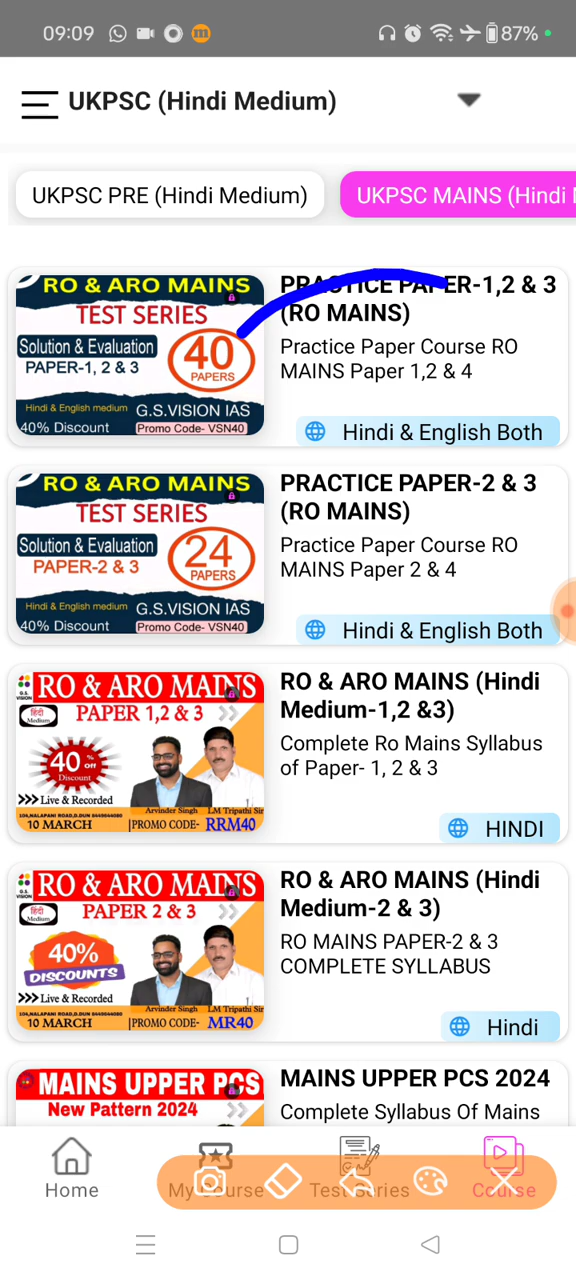 09:09
87%
UKPSC (Hindi Medium)
UKPSC PRE (Hindi Medium)
UKPSC MAINS (Hindi
RO & ARO MAINS
TEST SERIES
Solution & Evaluation
PAPER-1, 2 & 3
40
PAPERS
Hindi & English medium
G.S.VISION IAS
40% Discount
Promo Code- VSN40
PRACTICE PAPER-1,2 & 3
(RO MAINS)
Practice Paper Course RO
MAINS Paper 1,2 & 4
Hindi & English Both
RO & ARO MAINS
TEST SERIES
Solution & Evaluation
PAPER-2 & 3
24
PAPERS
Hindi & English medium
G.S.VISION IAS
40% Discount
Promo Code- VSN40
PRACTICE PAPER-2 & 3
(RO MAINS)
Practice Paper Course RO
MAINS Paper 2 & 4
Hindi & English Both
G.S. VISION
RO & ARO MAINS
हिंदी
Medium
PAPER 1,2 & 3
40 % Off
Discount
>>> Live & Recorded
Arvinder Singh
LM Tripathi Sir
10 MARCH
|PROMO CODE- RRM40
RO & ARO MAINS (Hindi
Medium-1,2 &3)
Complete Ro Mains Syllabus
of Paper- 1, 2 & 3
HINDI
G.S. VISION
RO & ARO MAINS
हिंदी
Medium
PAPER 2 & 3
40%
DISCOUNTS
>>> Live & Recorded
Arvinder Singh
LM Tripathi Sir
10 MARCH
|PROMO CODE- MR40
RO & ARO MAINS (Hindi
Medium-2 & 3)
RO MAINS PAPER-2 & 3
COMPLETE SYLLABUS
Hindi
MAINS UPPER PCS
New Pattern 2024
MAINS UPPER PCS 2024
Complete Syllabus Of Mains
Home
My Course
Test Series
Course